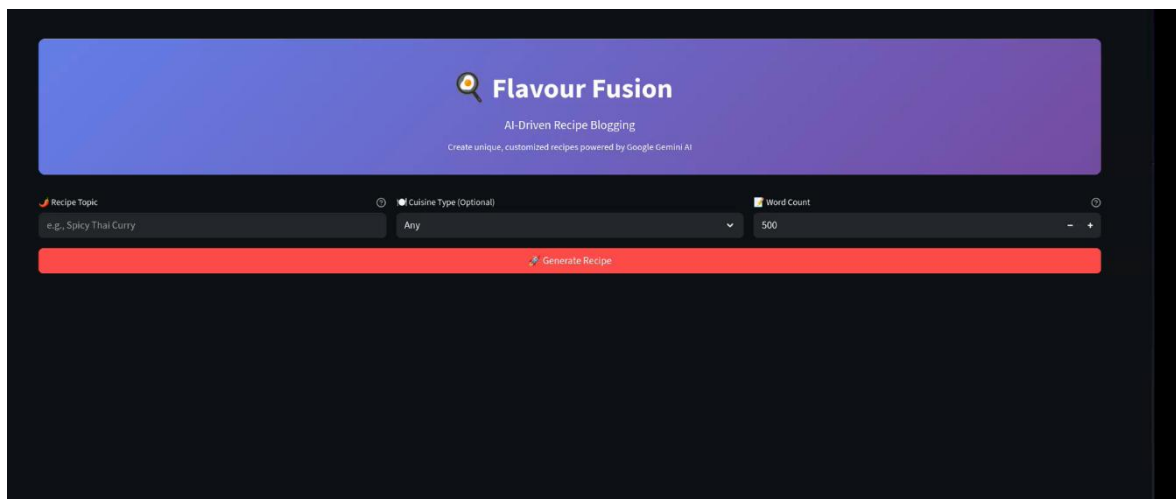 Flavour Fusion
AI-Driven Recipe Blogging
Create unique, customized recipes powered by Google Gemini AI
Recipe Topic
Cuisine Type (Optional)
Word Count
e.g., Spicy Thai Curry
Any
500
Generate Recipe